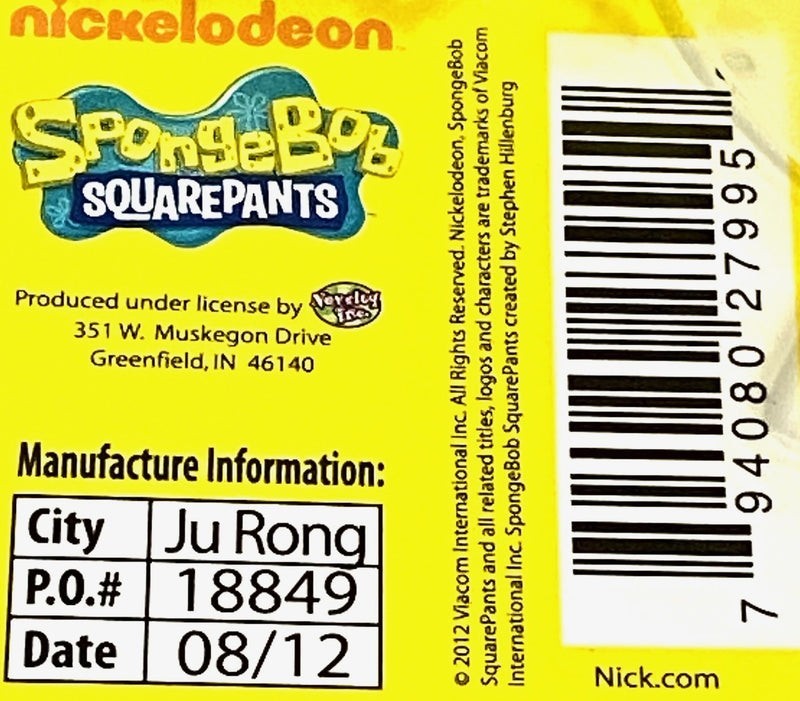 nickelodeon
SpongeBob
SQUAREPANTS
Produced under license by Novelty Inc.
351 W. Muskegon Drive
Greenfield, IN 46140
Manufacture Information:
City Ju Rong
P.O.# 18849
Date 08/12
© 2012 Viacom International Inc. All Rights Reserved. Nickelodeon, SpongeBob
SquarePants and all related titles, logos and characters are trademarks of Viacom
International Inc. SpongeBob SquarePants created by Stephen Hillenburg
7 94080 27995
Nick.com